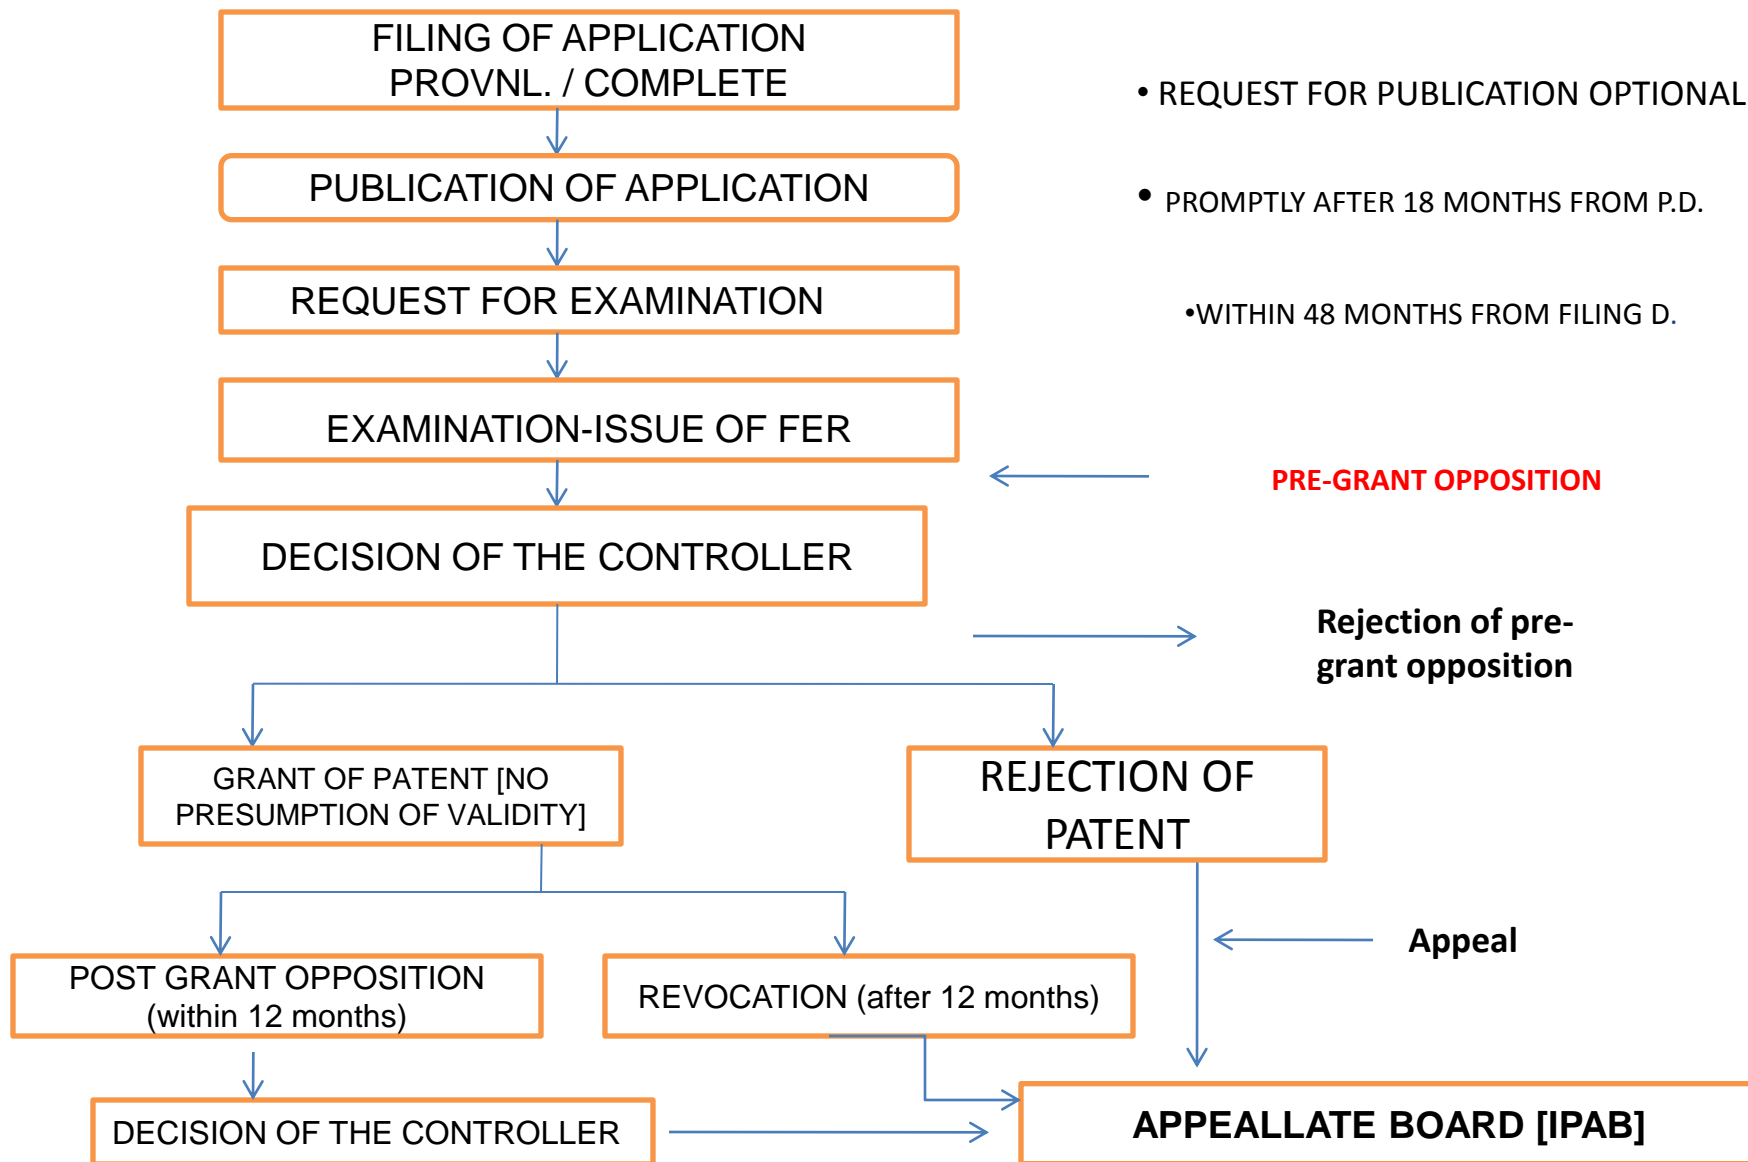 FILING OF APPLICATION
PROVNL. / COMPLETE
• REQUEST FOR PUBLICATION OPTIONAL
PUBLICATION OF APPLICATION
• PROMPTLY AFTER 18 MONTHS FROM P.D.
REQUEST FOR EXAMINATION
•WITHIN 48 MONTHS FROM FILING D.
EXAMINATION-ISSUE OF FER
PRE-GRANT OPPOSITION
DECISION OF THE CONTROLLER
Rejection of pre-
grant opposition
GRANT OF PATENT [NO
PRESUMPTION OF VALIDITY]
REJECTION OF
PATENT
Appeal
POST GRANT OPPOSITION
(within 12 months)
REVOCATION (after 12 months)
DECISION OF THE CONTROLLER
APPEALLATE BOARD [IPAB]